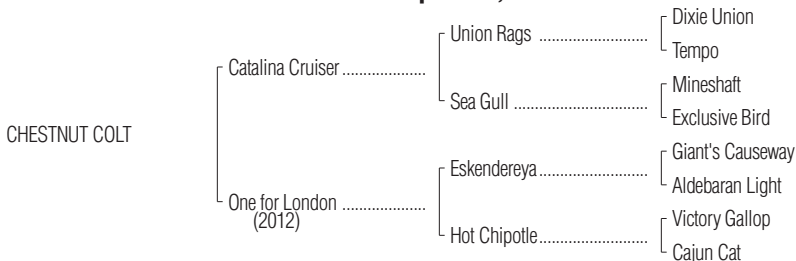 Dixie Union
Union Rags ........................
Tempo
Catalina Cruiser ....................
Mineshaft
Sea Gull .............................
Exclusive Bird
CHESTNUT COLT
Giant's Causeway
Eskendereya........................
Aldebaran Light
One for London ....................
(2012)
Victory Gallop
Hot Chipotle........................
Cajun Cat